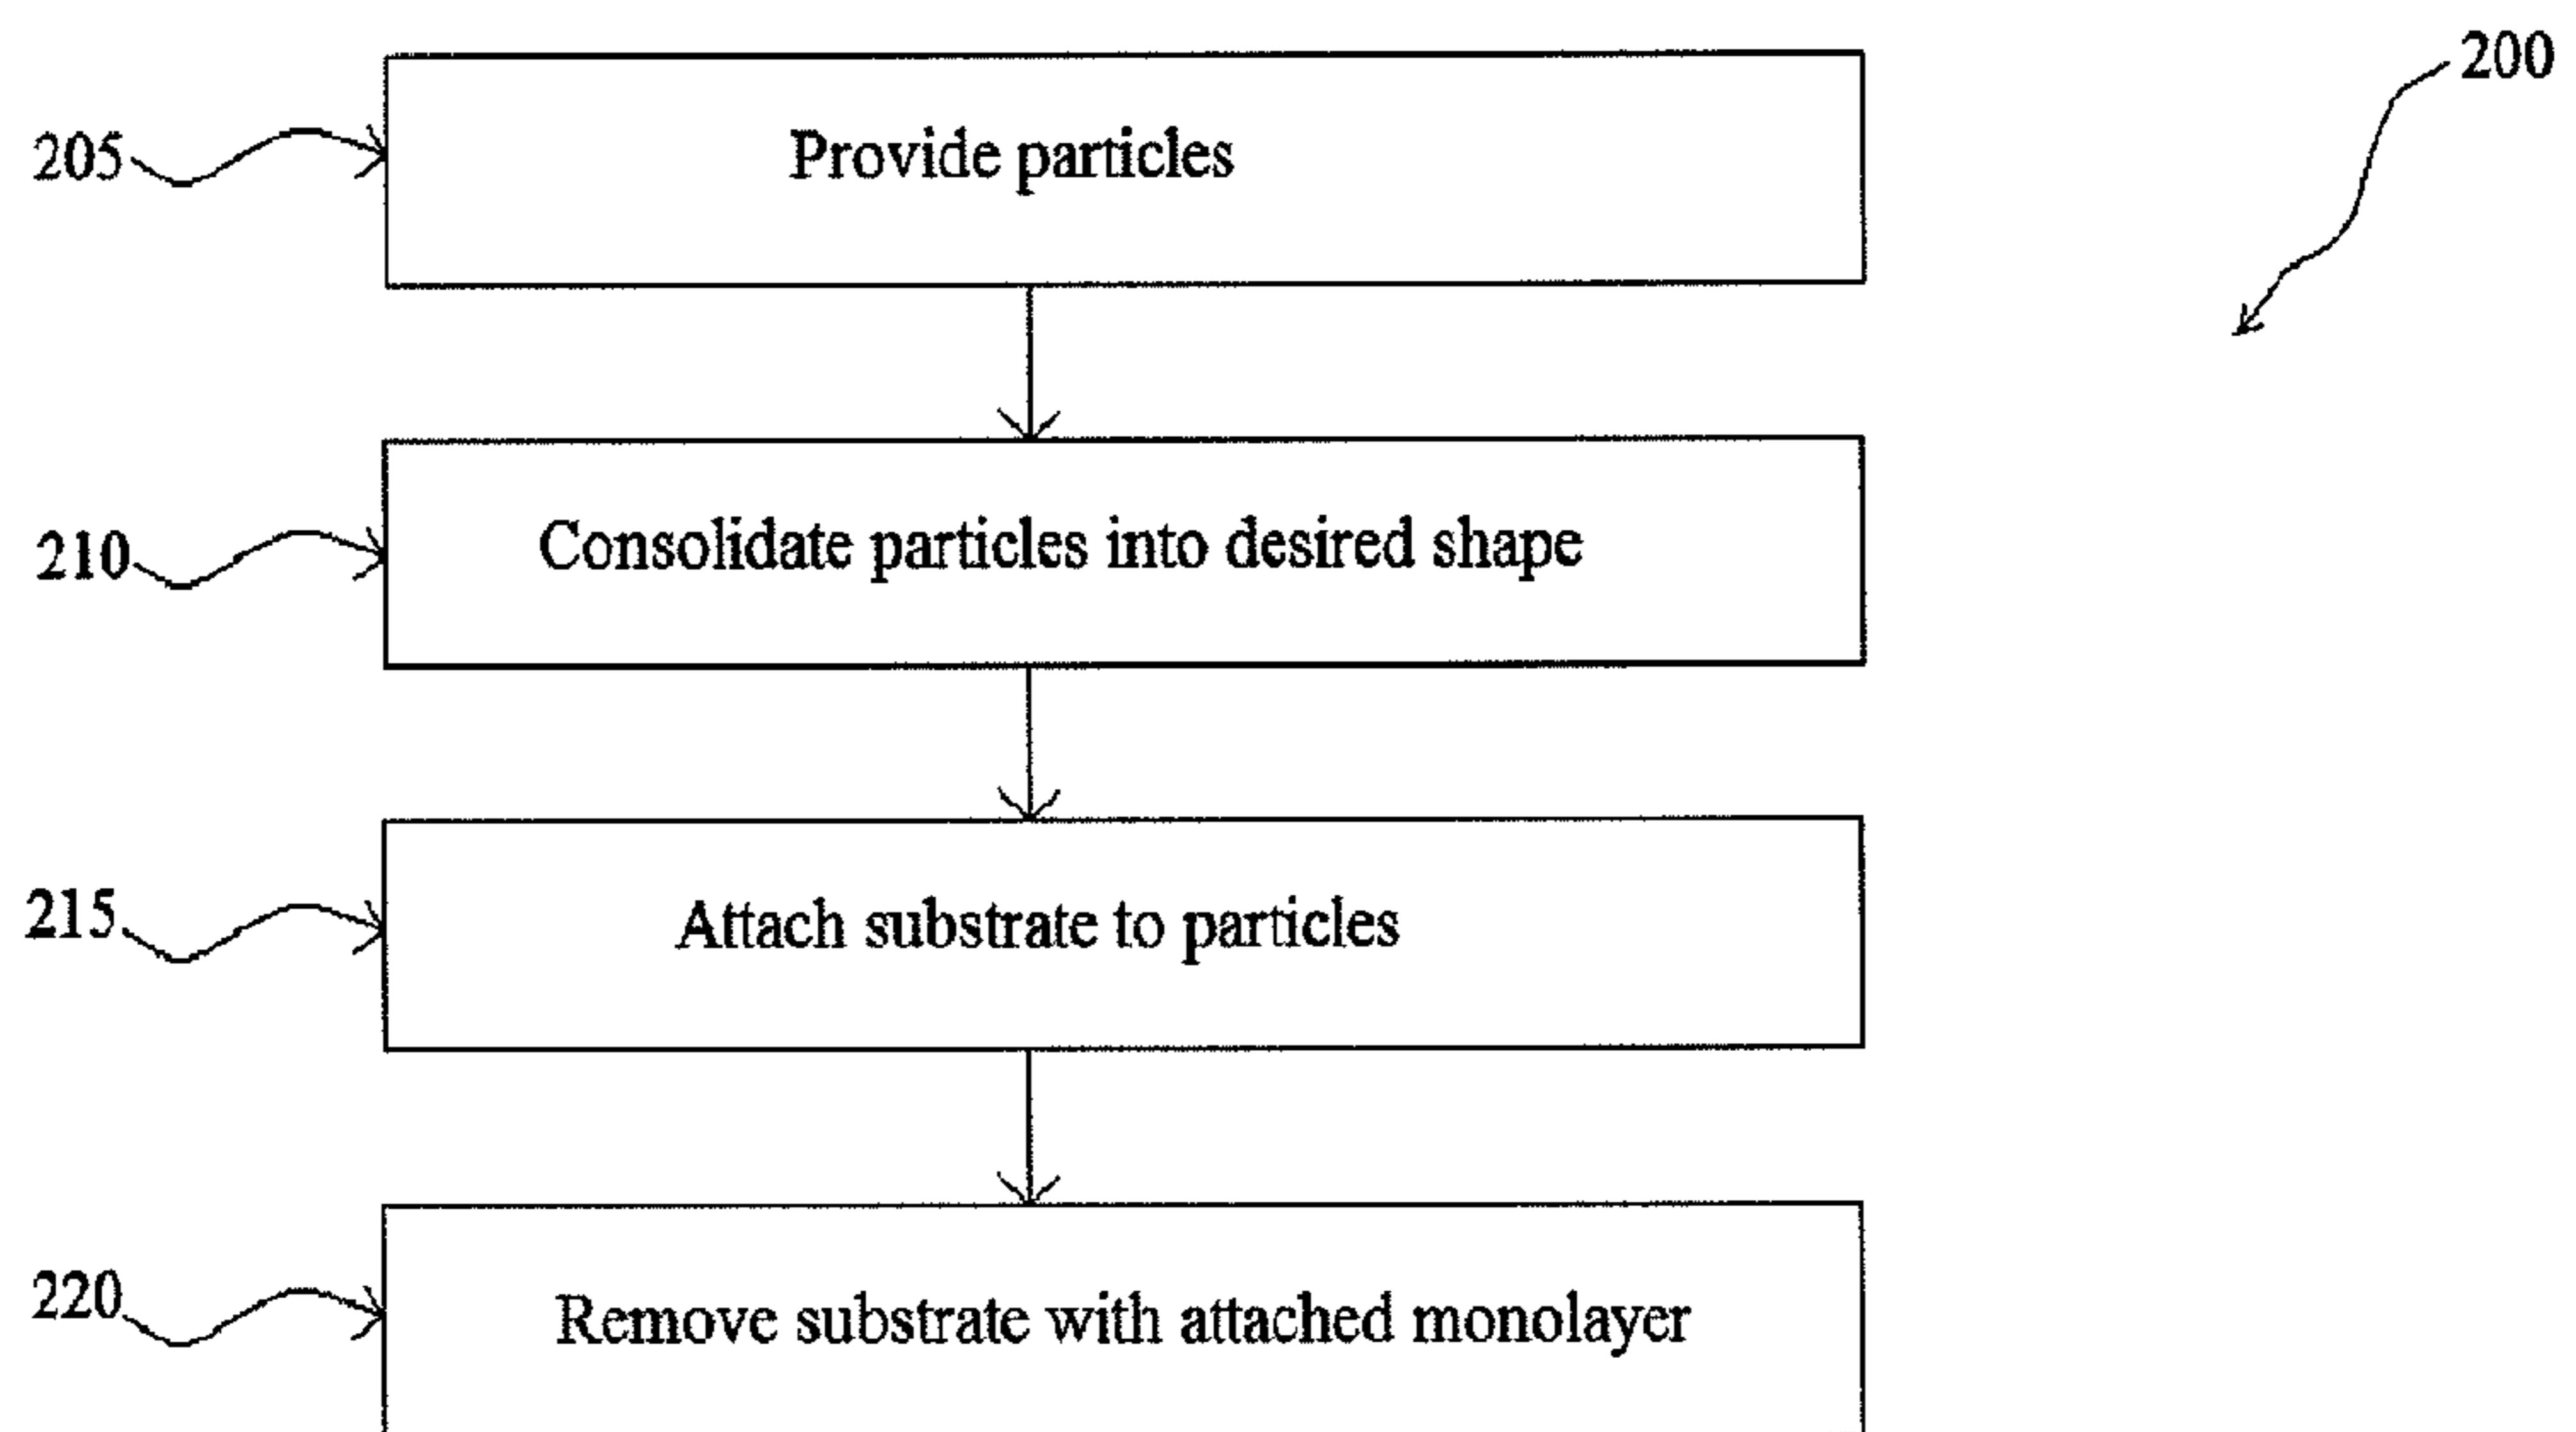 200
205
Provide particles
210
Consolidate particles into desired shape
215
Attach substrate to particles
220
Remove substrate with attached monolayer